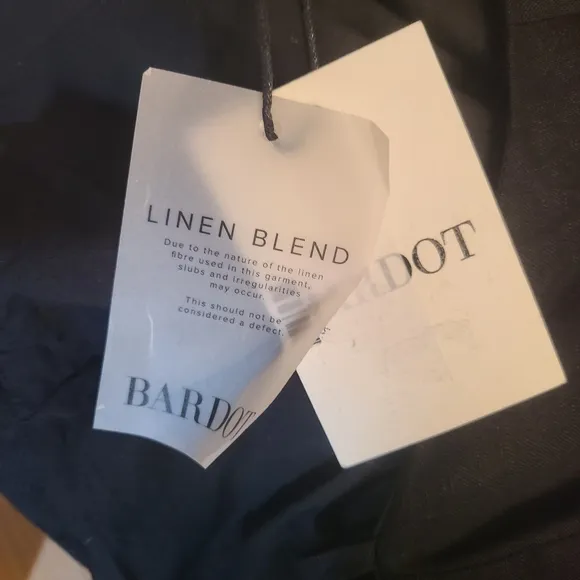 LINEN BLEND
Due to the nature of the linen
fibre used in this garment,
slubs and irregularities
may occur.
This should not be
considered a defect.
BARDOT
RDOT